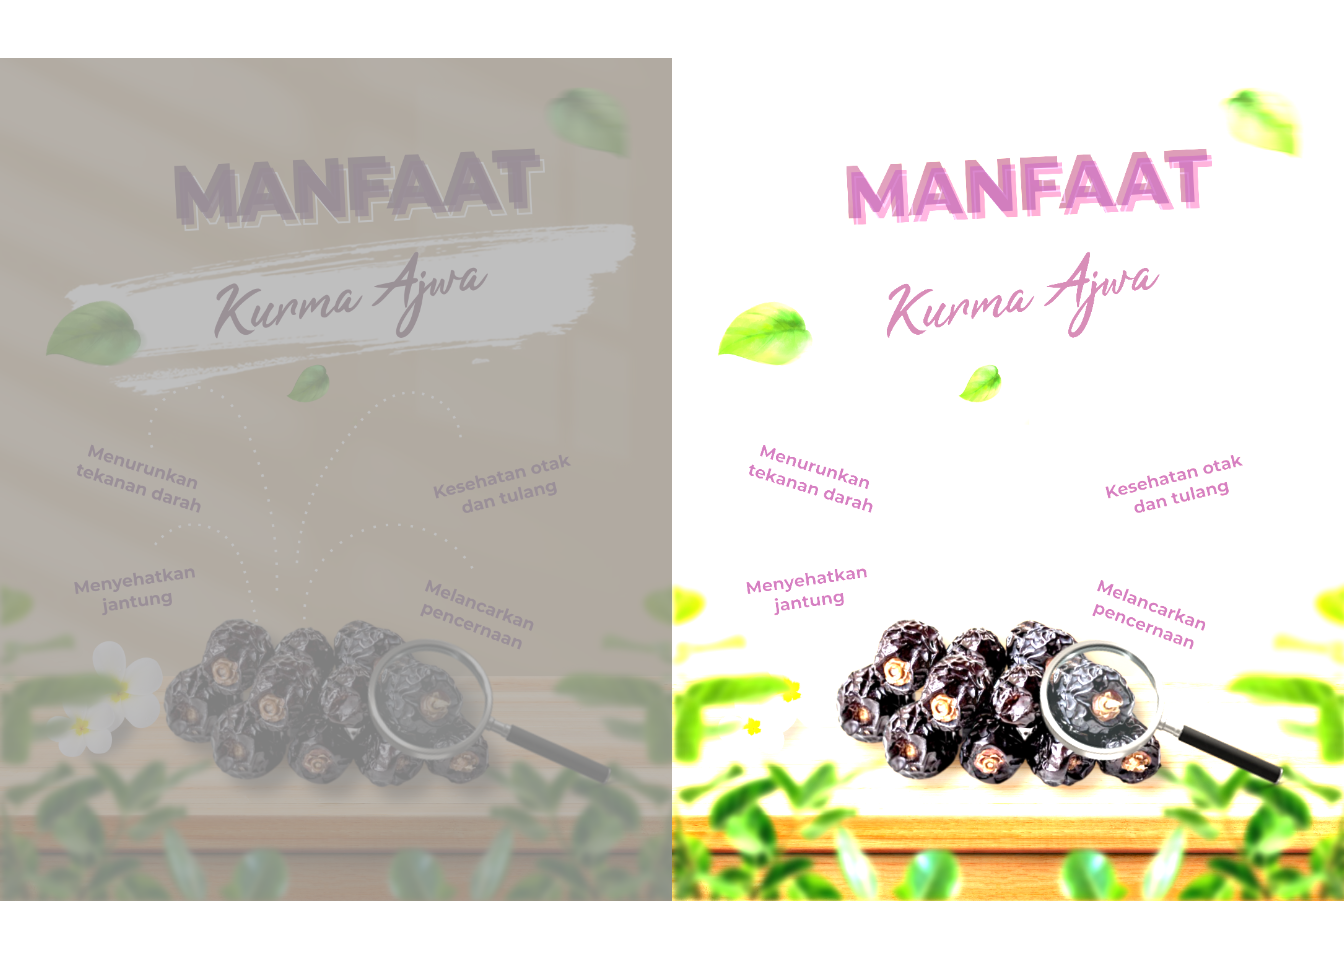 MANFAAT
Kurma Ajwa
Menurunkan
tekanan darah
Kesehatan otak
dan tulang
Menyehatkan
jantung
Melancarkan
pencernaan
MANFAAT
Kurma Ajwa
Menurunkan
tekanan darah
Kesehatan otak
dan tulang
Menyehatkan
jantung
Melancarkan
pencernaan